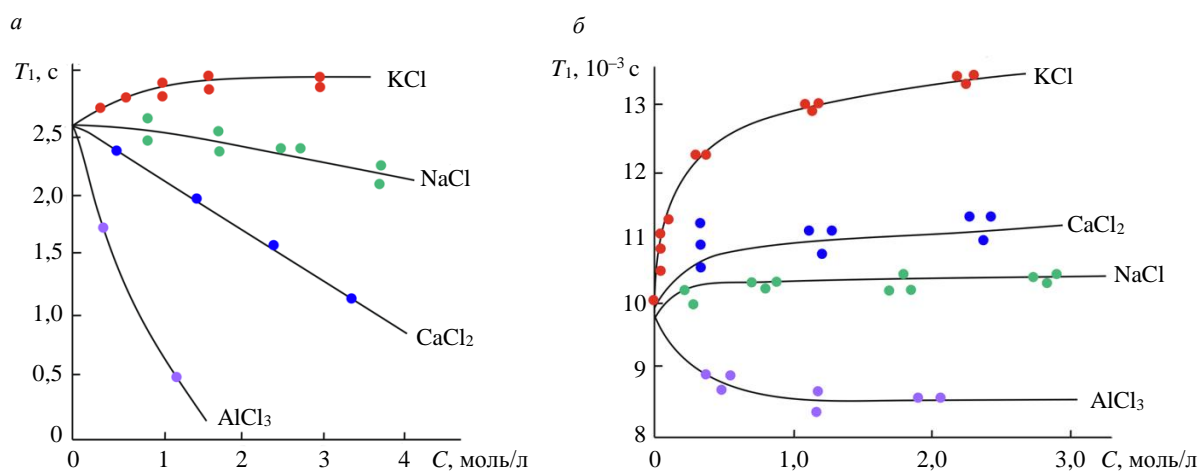 а
T₁, с
2,5
2,0
1,5
1,0
0,5
0
0 1 2 3 4 C, моль/л
KCl
NaCl
CaCl₂
AlCl₃
б
T₁, 10⁻³ с
13
12
11
10
9
8
0 1,0 2,0 3,0 C, моль/л
KCl
CaCl₂
NaCl
AlCl₃